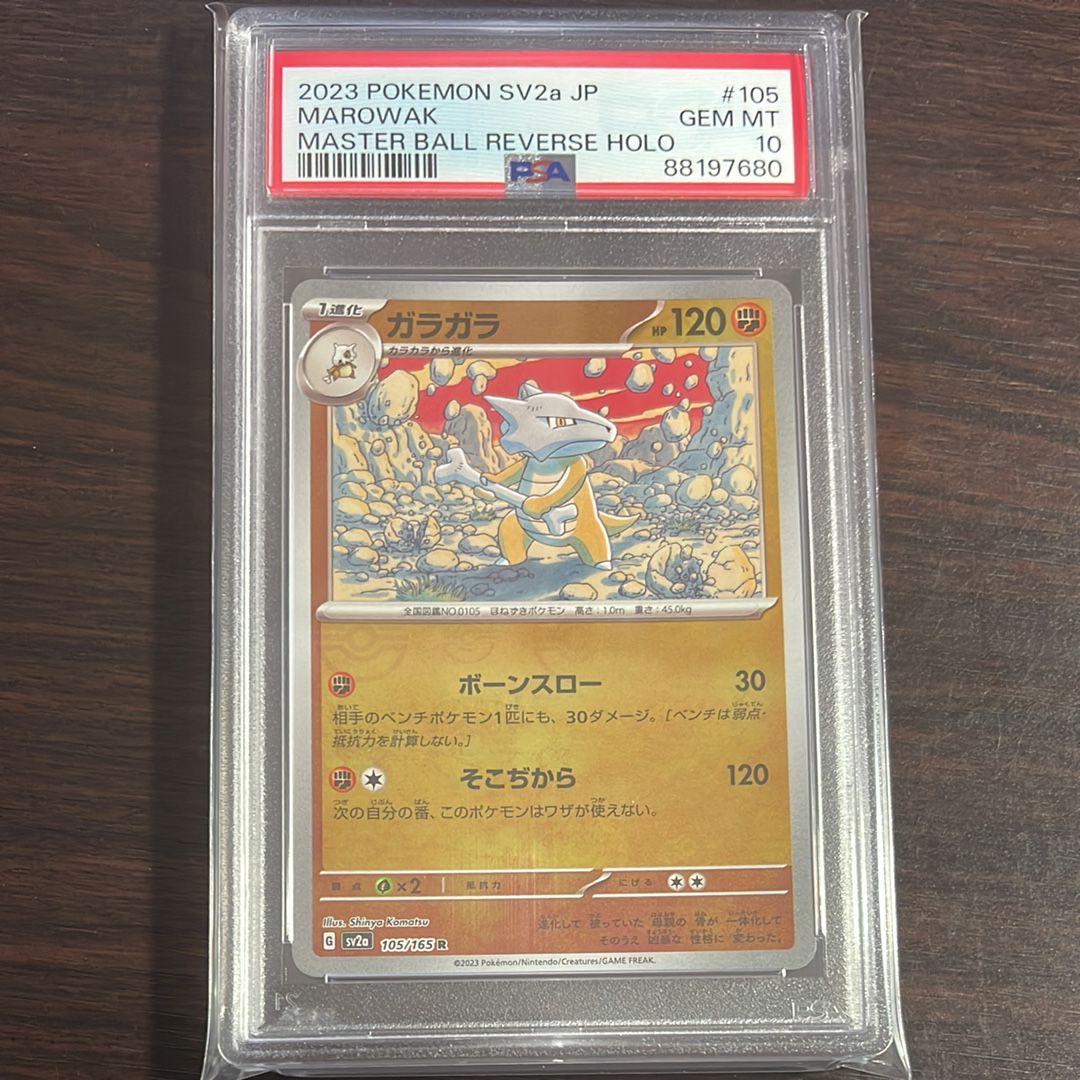 2023 POKEMON SV2a JP #105
MAROWAK GEM MT
MASTER BALL REVERSE HOLO 10
PSA 88197680
1進化 ガラガラ HP 120
カラカラから進化
全国図鑑NO.0105 ほねずきポケモン 高さ:1.0m 重さ:45.0kg
ボーンスロー 30
相手のベンチポケモン1匹にも、30ダメージ。[ベンチは弱点・
抵抗力を計算しない。]
そこぢから 120
次の自分の番、このポケモンはワザが使えない。
弱点 ×2 抵抗力 にげる
Illus. Shinya Komatsu
進化して 被っていた 母親の 骨が 一体化して
そのうえ 凶暴な 性格に 変わった。
G sv2a 105/165 R
©2023 Pokémon/Nintendo/Creatures/GAME FREAK.